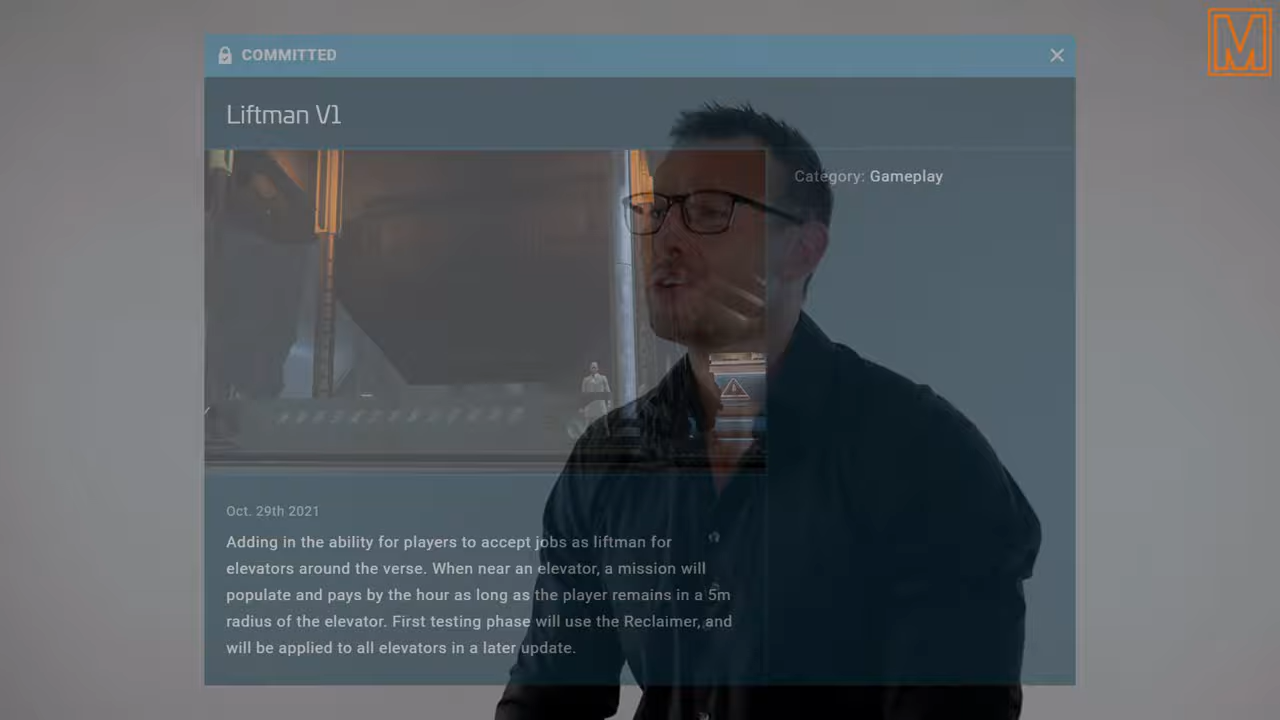 M
COMMITTED
Liftman V1
Category: Gameplay
Oct. 29th 2021
Adding in the ability for players to accept jobs as liftman for
elevators around the verse. When near an elevator, a mission will
populate and pays by the hour as long as the player remains in a 5m
radius of the elevator. First testing phase will use the Reclaimer, and
will be applied to all elevators in a later update.